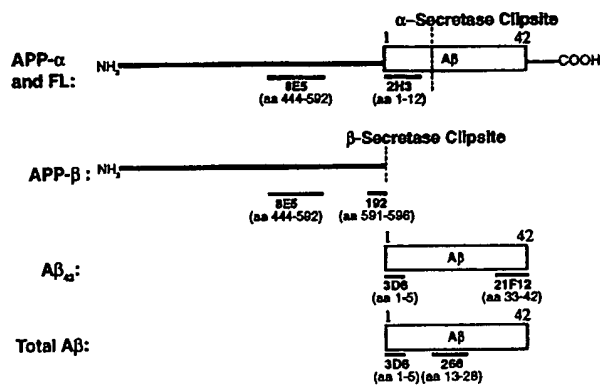 α-Secretase Clipsite
1 42
APP-α and FL: NH₃ Aβ COOH
8E5 2H3
(aa 444-592) (aa 1-12)
β-Secretase Clipsite
APP-β : NH₃
8E5 192
(aa 444-592) (aa 591-596)
1 42
Aβ₄₂: Aβ
3D6 21F12
(aa 1-5) (aa 33-42)
1 42
Total Aβ: Aβ
3D6 266
(aa 1-5) (aa 13-28)